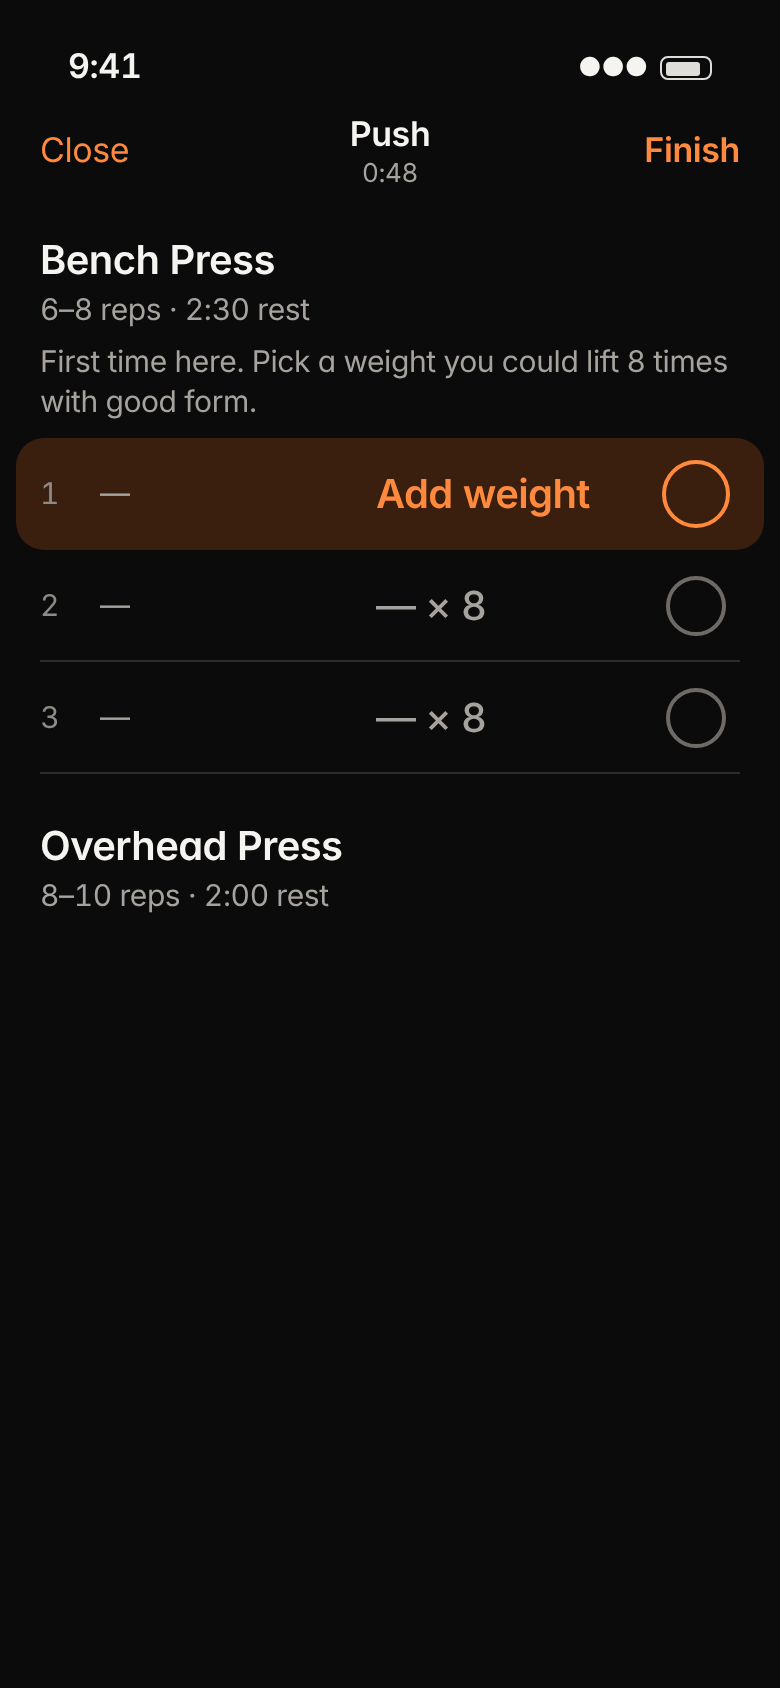 9:41
Close
Push
0:48
Finish
Bench Press
6–8 reps · 2:30 rest
First time here. Pick a weight you could lift 8 times
with good form.
1 — Add weight
2 — — × 8
3 — — × 8
Overhead Press
8–10 reps · 2:00 rest